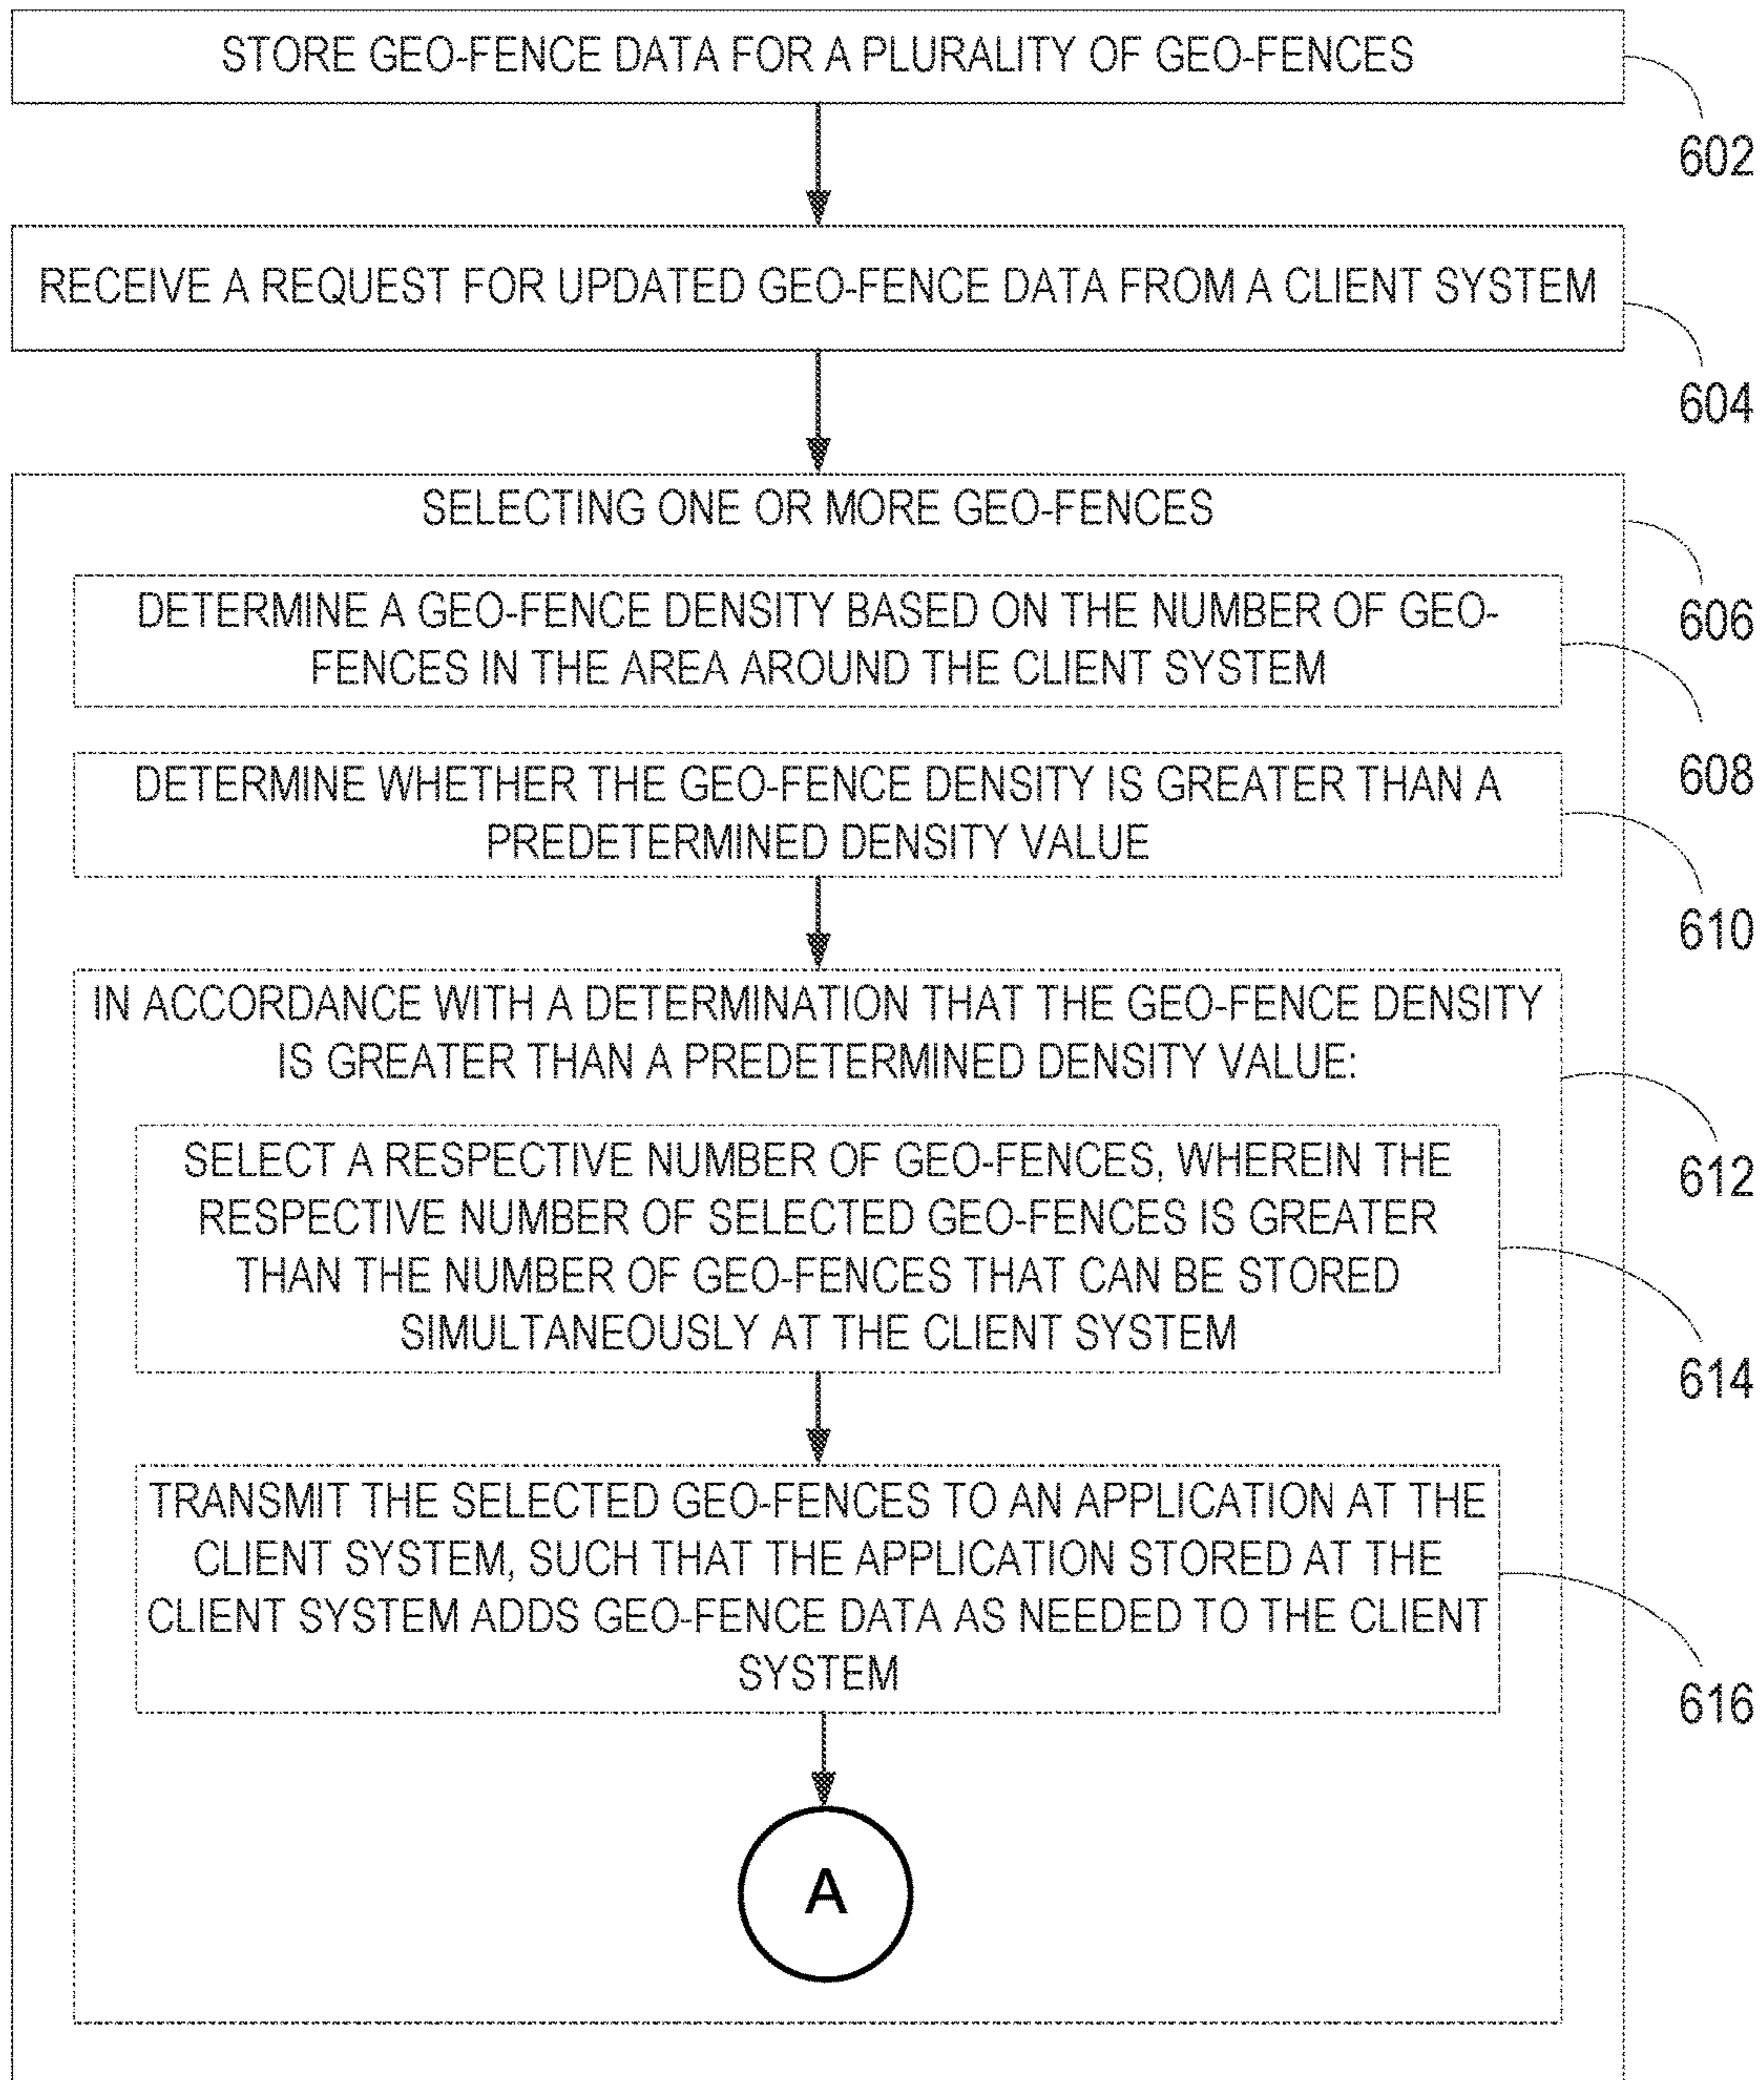 STORE GEO-FENCE DATA FOR A PLURALITY OF GEO-FENCES
602
RECEIVE A REQUEST FOR UPDATED GEO-FENCE DATA FROM A CLIENT SYSTEM
604
SELECTING ONE OR MORE GEO-FENCES
606
DETERMINE A GEO-FENCE DENSITY BASED ON THE NUMBER OF GEO-
FENCES IN THE AREA AROUND THE CLIENT SYSTEM
608
DETERMINE WHETHER THE GEO-FENCE DENSITY IS GREATER THAN A
PREDETERMINED DENSITY VALUE
610
IN ACCORDANCE WITH A DETERMINATION THAT THE GEO-FENCE DENSITY
IS GREATER THAN A PREDETERMINED DENSITY VALUE:
612
SELECT A RESPECTIVE NUMBER OF GEO-FENCES, WHEREIN THE
RESPECTIVE NUMBER OF SELECTED GEO-FENCES IS GREATER
THAN THE NUMBER OF GEO-FENCES THAT CAN BE STORED
SIMULTANEOUSLY AT THE CLIENT SYSTEM
614
TRANSMIT THE SELECTED GEO-FENCES TO AN APPLICATION AT THE
CLIENT SYSTEM, SUCH THAT THE APPLICATION STORED AT THE
CLIENT SYSTEM ADDS GEO-FENCE DATA AS NEEDED TO THE CLIENT
SYSTEM
616
A